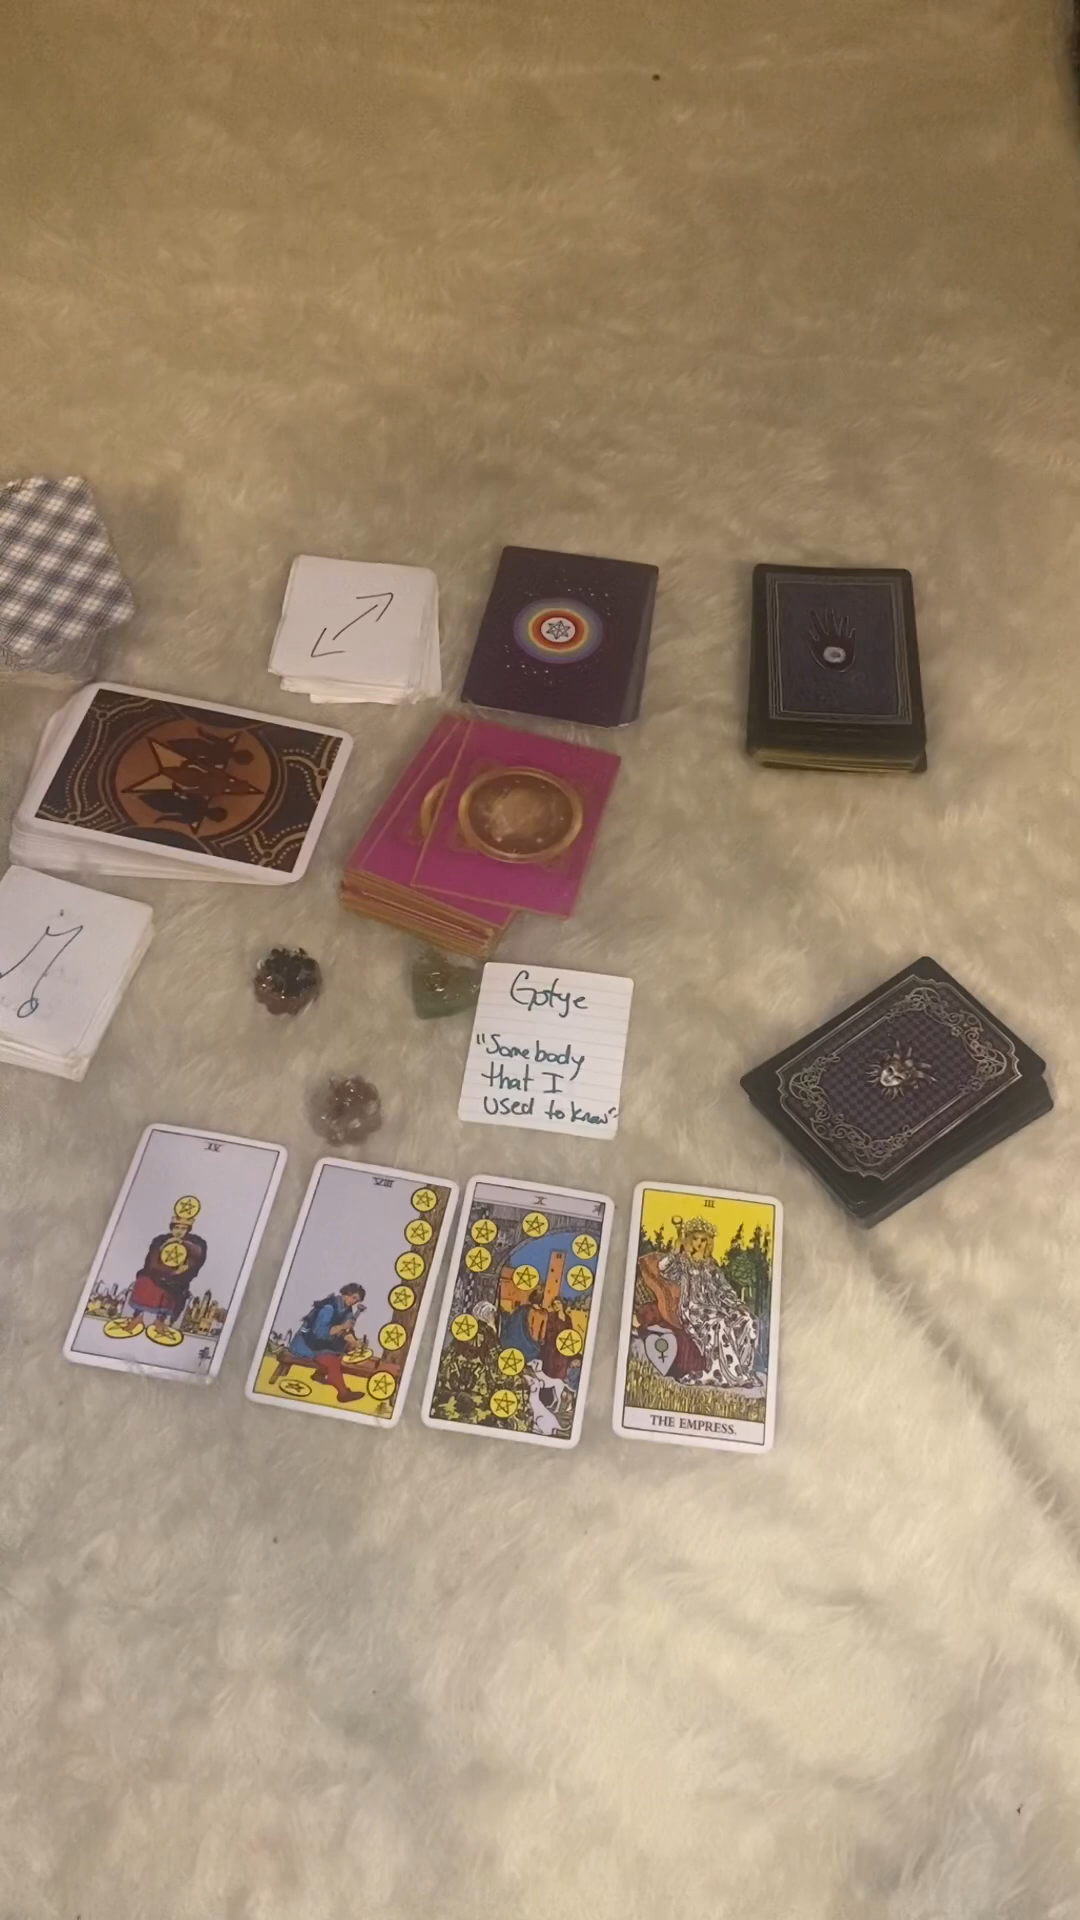 Gotye
"Somebody
that I
used to know"
IV
VIII
X
III
THE EMPRESS.